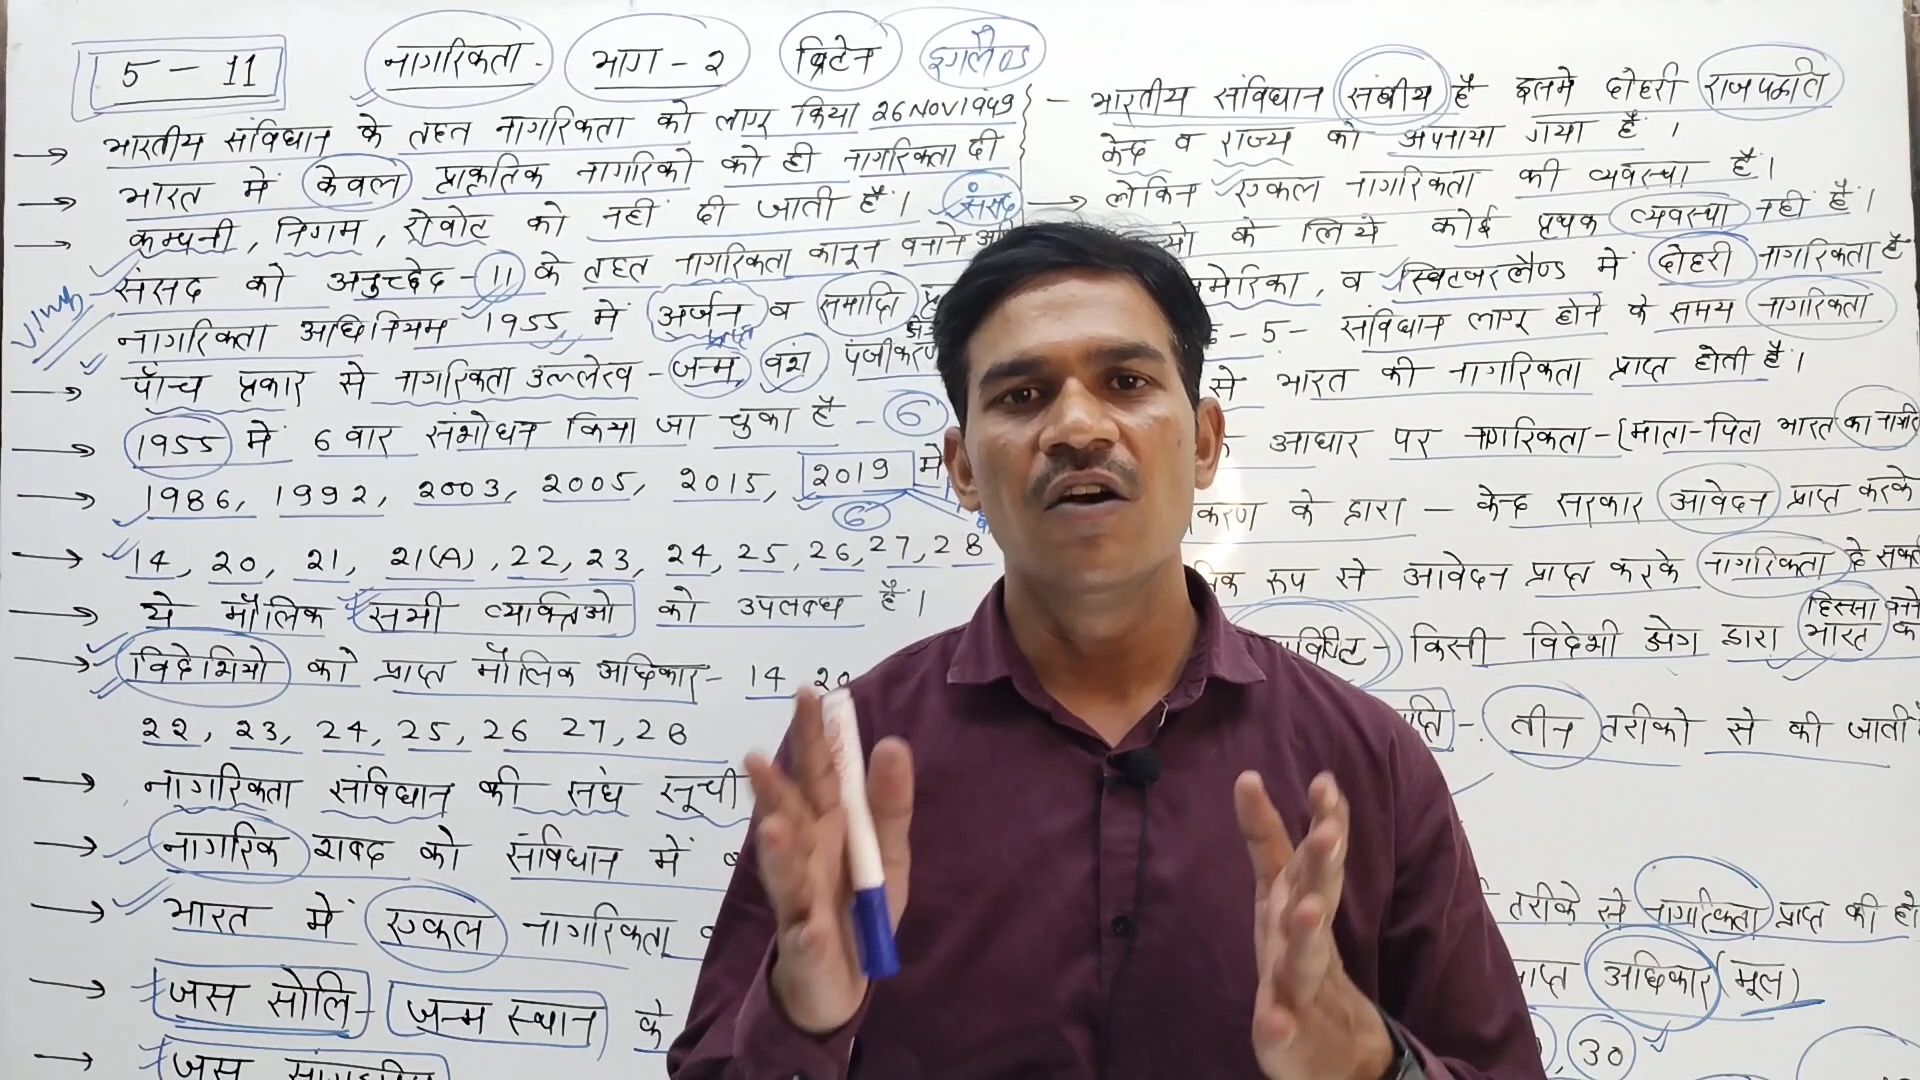 5 - 11 नागरिकता - भाग - २ ब्रिटेन इंग्लैण्ड
→ भारतीय संविधान के तहत नागरिकता को लागू किया 26 NOV 1949
→ भारत में केवल प्राकृतिक नागरिको को ही नागरिकता दी
→ कम्पनी, निगम, रोवोट को नहीं दी जाती है। संसद
संसद को अनुच्छेद - 11 के तहत नागरिकता कानून वनाने
नागरिकता अधिनियम 1955 में अर्जन व समाप्ति
→ पाँच प्रकार से नागरिकता उल्लेख - जन्म, वंश पंजीकरण
→ 1955 में 6 वार संशोधन किया जा चुका है - 6
→ 1986, 1992, 2003, 2005, 2015, 2019 में
6
→ 14, 20, 21, 21(A), 22, 23, 24, 25, 26, 27, 28
→ ये मौलिक सभी व्यक्तिओ को उपलब्ध है।
→ विदेशियो को प्राप्त मौलिक अधिकार - 14 20
22, 23, 24, 25, 26 27, 28
→ नागरिकता संविधान की संघ सूची
→ नागरिक शब्द को संविधान में
→ भारत में एकल नागरिकता
→ जस सोलि - जन्म स्थान के
→ जस
- भारतीय संविधान संघीय है इसमे दोहरी राजपद्धति
केन्द्र व राज्य को अपनाया गया है।
→ लेकिन एकल नागरिकता की व्यवस्था है।
के लिये कोई पृथक व्यवस्था नहीं है।
मेरिका, व स्विटजरलैण्ड में दोहरी नागरिकता है
- 5 - संविधान लागू होने के समय नागरिकता
से भारत की नागरिकता प्राप्त होती है।
के आधार पर नागरिकता - (माता-पिता भारत का
करण के द्वारा - केन्द सरकार आवेदन प्राप्त करके
रूप से आवेदन प्राप्त करके नागरिकता दे
किसी विदेशी द्वारा भारत का हिस्सा
- तीन तरीको से की जाती
तरीके से नागरिकता प्राप्त की हो
अधिकार (मूल)
, 30